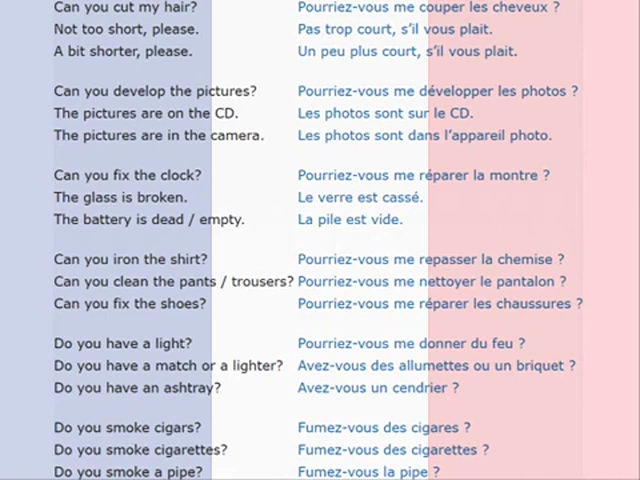 Can you cut my hair? Pourriez-vous me couper les cheveux ?
Not too short, please. Pas trop court, s'il vous plait.
A bit shorter, please. Un peu plus court, s'il vous plait.
Can you develop the pictures? Pourriez-vous me développer les photos ?
The pictures are on the CD. Les photos sont sur le CD.
The pictures are in the camera. Les photos sont dans l'appareil photo.
Can you fix the clock? Pourriez-vous me réparer la montre ?
The glass is broken. Le verre est cassé.
The battery is dead / empty. La pile est vide.
Can you iron the shirt? Pourriez-vous me repasser la chemise ?
Can you clean the pants / trousers? Pourriez-vous me nettoyer le pantalon ?
Can you fix the shoes? Pourriez-vous me réparer les chaussures ?
Do you have a light? Pourriez-vous me donner du feu ?
Do you have a match or a lighter? Avez-vous des allumettes ou un briquet ?
Do you have an ashtray? Avez-vous un cendrier ?
Do you smoke cigars? Fumez-vous des cigares ?
Do you smoke cigarettes? Fumez-vous des cigarettes ?
Do you smoke a pipe? Fumez-vous la pipe ?